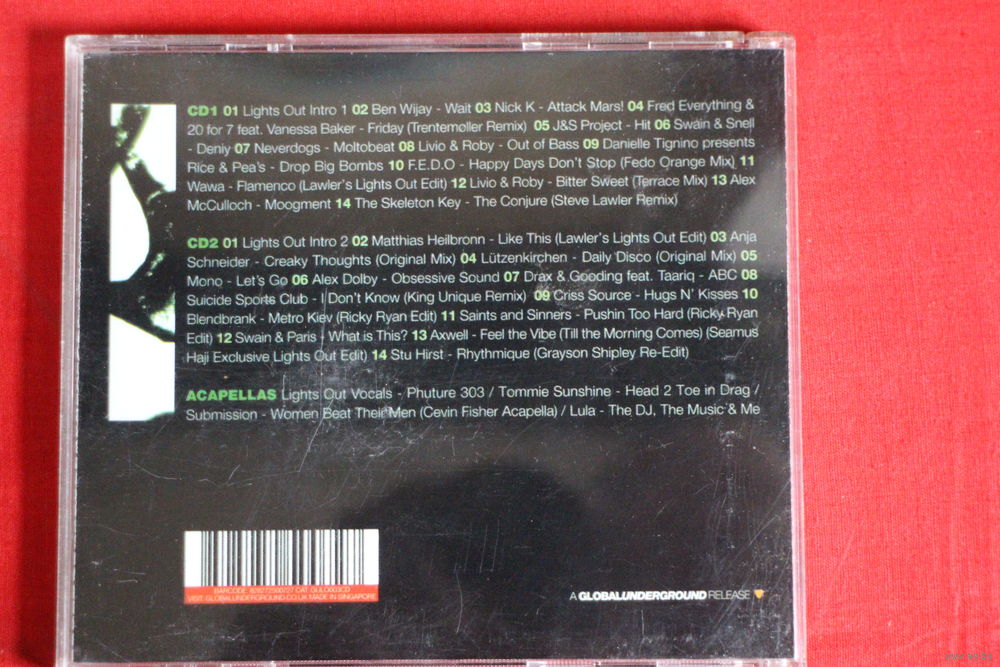 CD1 01 Lights Out Intro 1 02 Ben Wijay - Wait 03 Nick K - Attack Mars! 04 Fred Everything &
20 for 7 feat. Vanessa Baker - Friday (Trentemoller Remix) 05 J&S Project - Hit 06 Swain & Snell
- Deniy 07 Neverdogs - Moltobeat 08 Livio & Roby - Out of Bass 09 Danielle Tignino presents
Rice & Pea's - Drop Big Bombs 10 F.E.D.O - Happy Days Don't Stop (Fedo Orange Mix) 11
Wawa - Flamenco (Lawler's Lights Out Edit) 12 Livio & Roby - Bitter Sweet (Terrace Mix) 13 Alex
McCulloch - Moogment 14 The Skeleton Key - The Conjure (Steve Lawler Remix)
CD2 01 Lights Out Intro 2 02 Matthias Heilbronn - Like This (Lawler's Lights Out Edit) 03 Anja
Schneider - Creaky Thoughts (Original Mix) 04 Lützenkirchen - Daily Disco (Original Mix) 05
Mono - Let's Go 06 Alex Dolby - Obsessive Sound 07 Drax & Gooding feat. Taariq - ABC 08
Suicide Sports Club - I Don't Know (King Unique Remix) 09 Criss Source - Hugs N' Kisses 10
Blendbrank - Metro Kiev (Ricky Ryan Edit) 11 Saints and Sinners - Pushin Too Hard (Ricky Ryan
Edit) 12 Swain & Paris - What is This? 13 Axwell - Feel the Vibe (Till the Morning Comes) (Seamus
Haji Exclusive Lights Out Edit) 14 Stu Hirst - Rhythmique (Grayson Shipley Re-Edit)
ACAPELLAS Lights Out Vocals - Phuture 303 / Tommie Sunshine - Head 2 Toe in Drag /
Submission - Women Beat Their Men (Cevin Fisher Acapella) / Lula - The DJ, The Music & Me
BARCODE: 828272500727 CAT: GULO003CD
VISIT: GLOBALUNDERGROUND.CO.UK MADE IN SINGAPORE
A GLOBALUNDERGROUND RELEASE